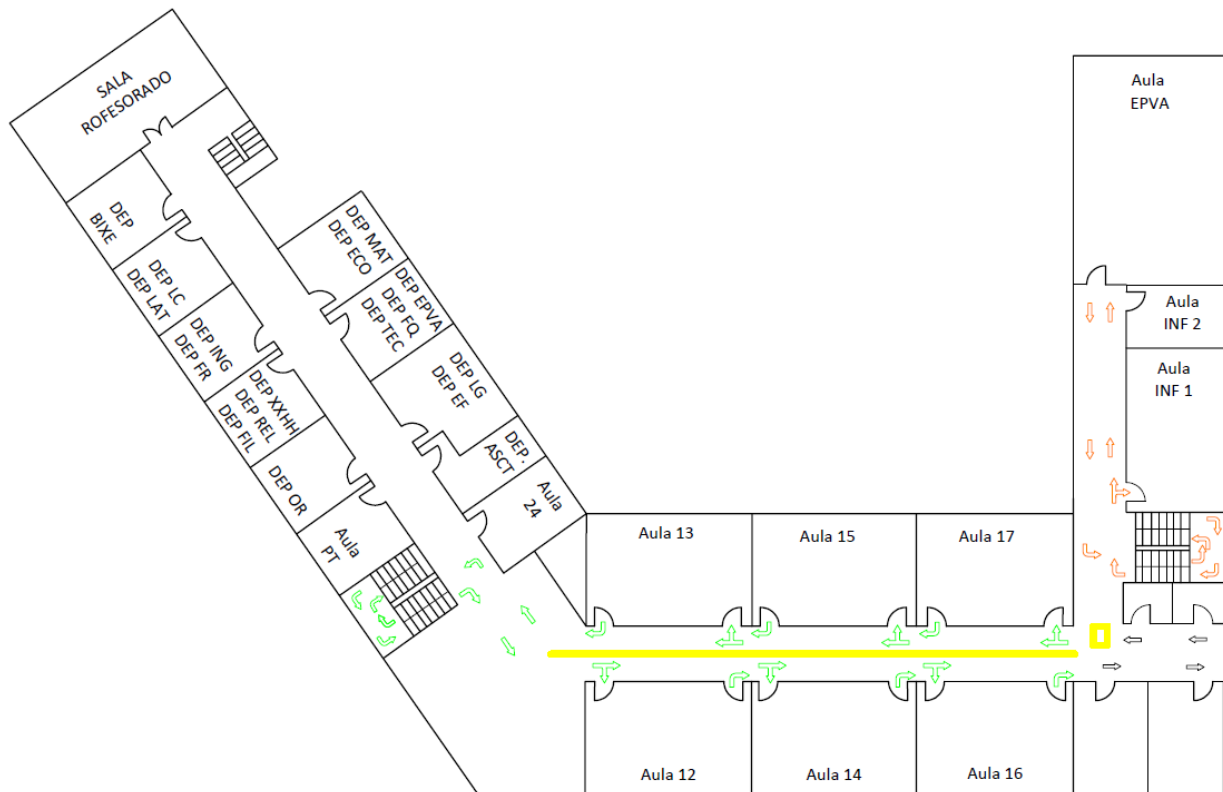 SALA
ROFESORADO
DEP
BIXE
DEP LC
DEP LAT
DEP ING
DEP FR
DEP XXHH
DEP REL
DEP FIL
DEP OR
Aula
PT
DEP MAT
DEP ECO
DEP EPVA
DEP FQ
DEP TEC
DEP LG
DEP EF
DEP.
ASCT
Aula
24
Aula 13
Aula 15
Aula 17
Aula 12
Aula 14
Aula 16
Aula
EPVA
Aula
INF 2
Aula
INF 1